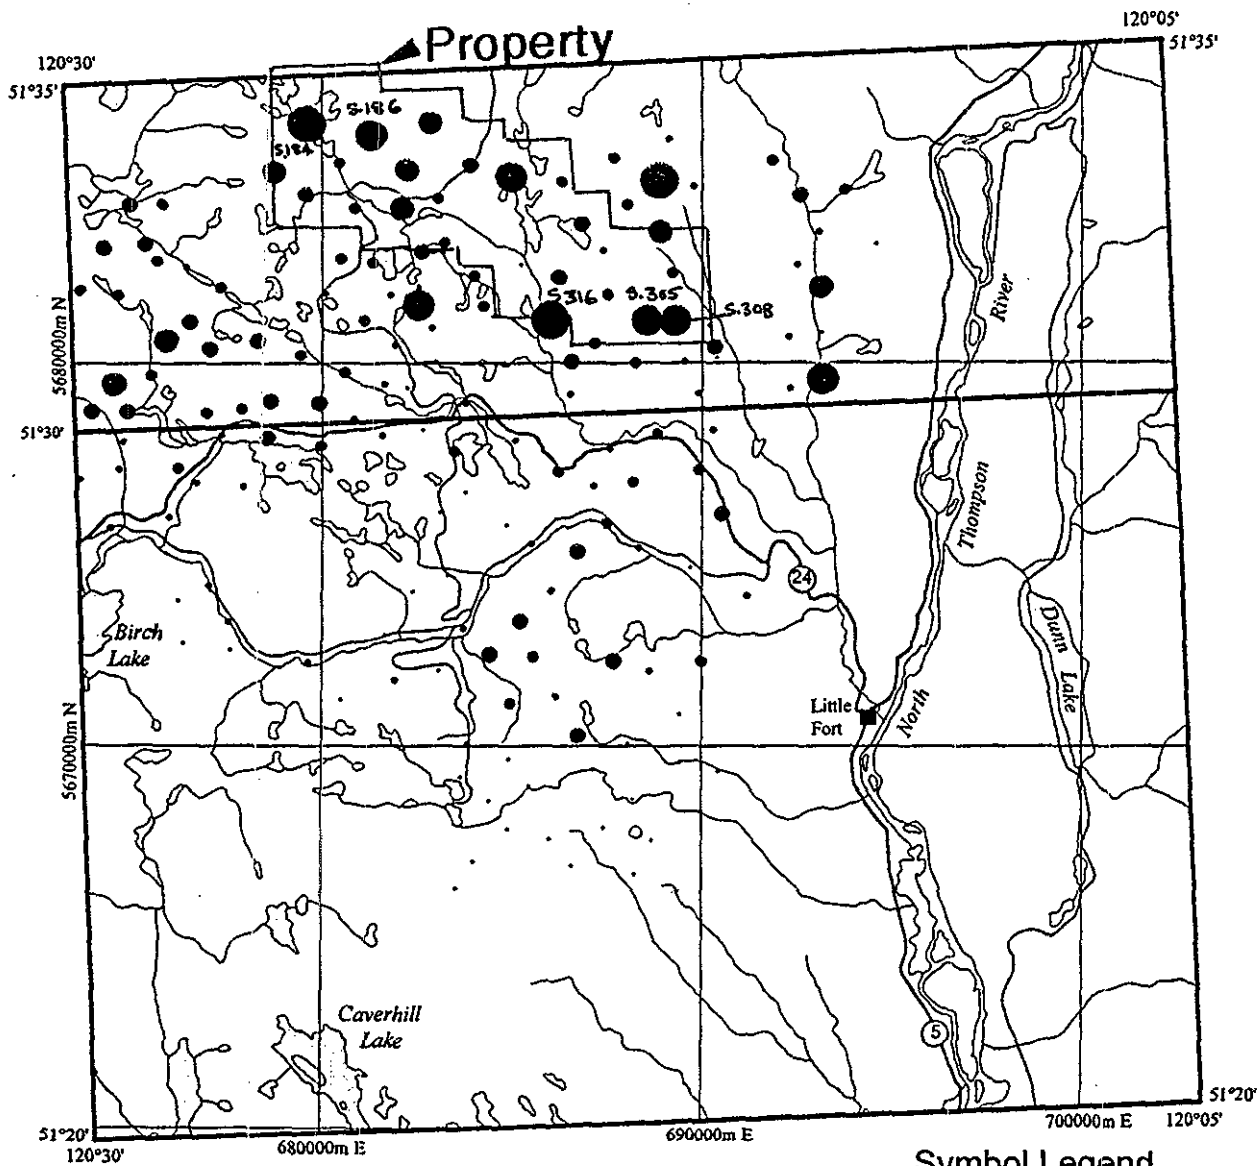 120°05'
51°35'
Property
120°30'
51°35'
S.186
S.184
S.316
S.305
S.308
5680000m N
51°30'
River
Thompson
24
Birch
Lake
Dunn
Lake
Little
Fort
North
5670000m N
Caverhill
Lake
5
51°20'
120°30'
680000m E
690000m E
700000m E
51°20'
120°05'
Symbol Legend